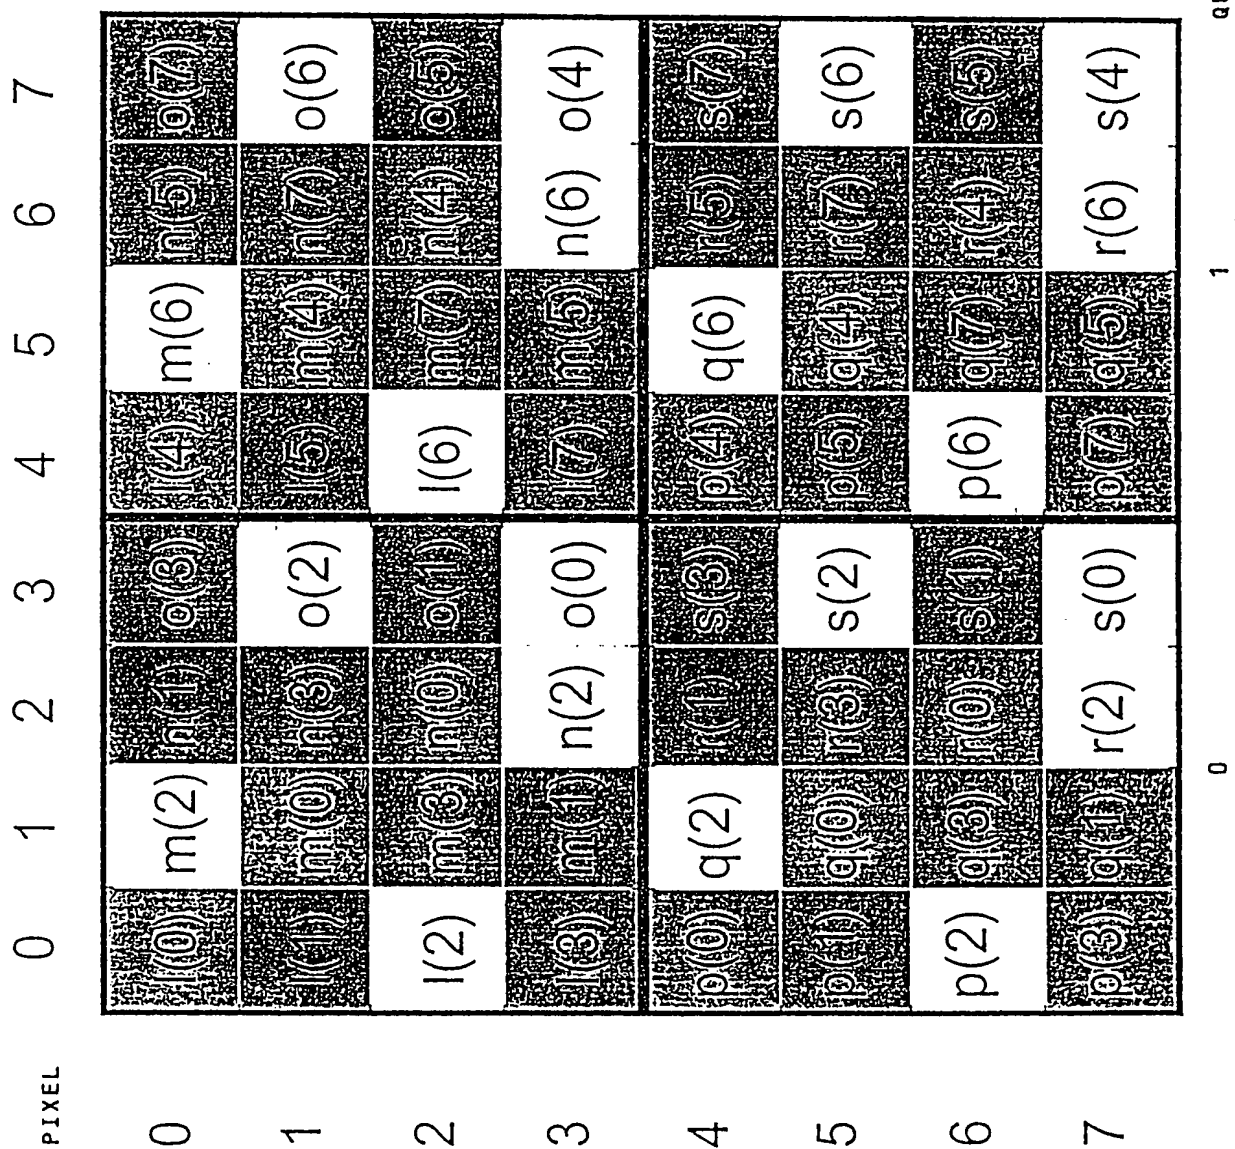 PIXEL 0 1 2 3 4 5 6 7
0 l(0) m(2) n(1) o(3) l(4) m(6) n(5) o(7)
1 l(1) m(0) n(3) o(2) l(5) m(4) n(7) o(6)
2 l(2) m(3) n(0) o(1) l(6) m(7) n(4) o(5)
3 l(3) m(1) n(2) o(0) l(7) m(5) n(6) o(4)
4 p(0) q(2) r(1) s(3) p(4) q(6) r(5) s(7)
5 p(1) q(0) r(3) s(2) p(5) q(4) r(7) s(6)
6 p(2) q(3) r(0) s(1) p(6) q(7) r(4) s(5)
7 p(3) q(1) r(2) s(0) p(7) q(5) r(6) s(4)
0 1